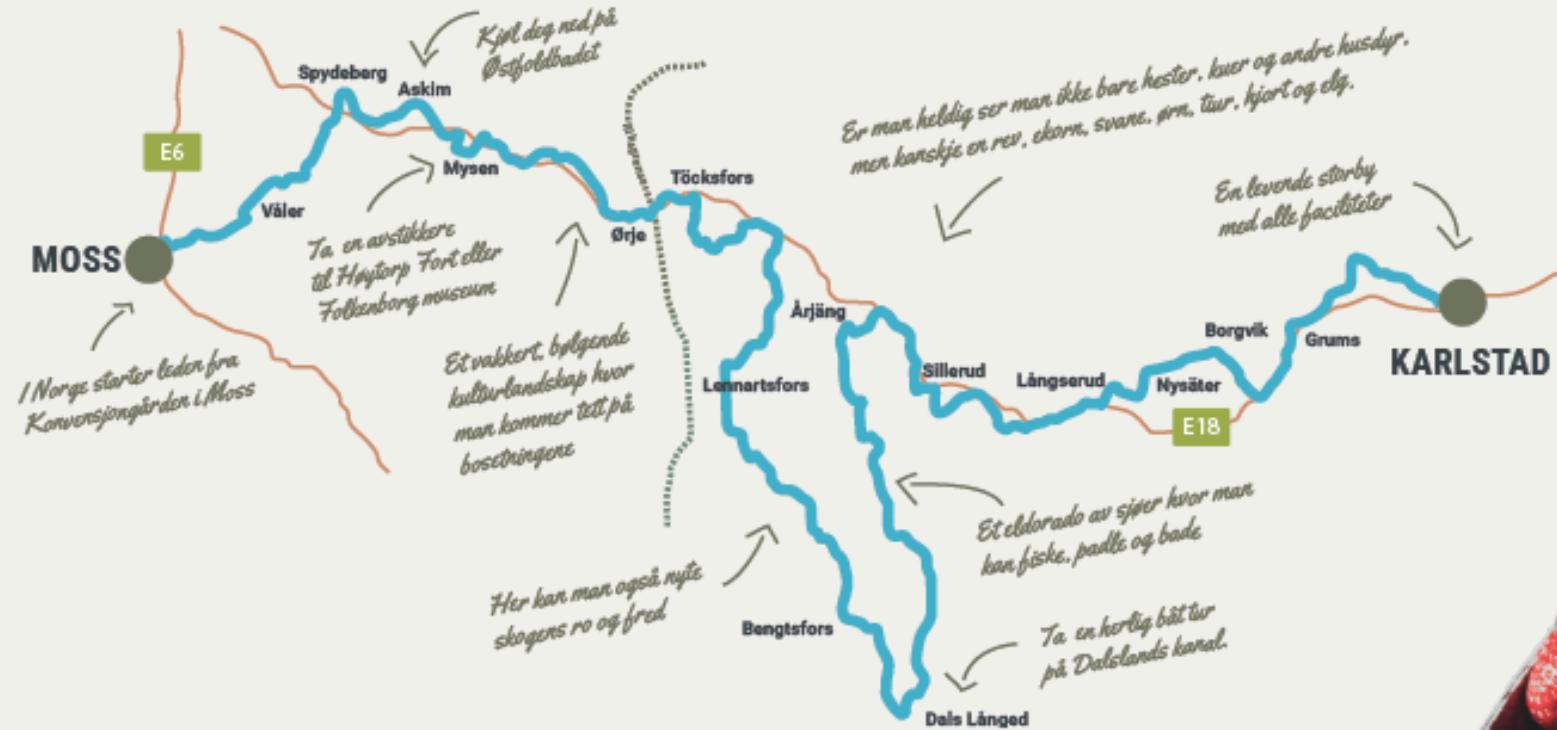 Kjøl deg ned på
Østfoldbadet
Spydeberg
Askim
Er man heldig ser man ikke bare hester, kuer og andre husdyr,
men kanskje en rev, ekorn, svane, ørn, tiur, hjort og elg.
E6
Mysen
Töcksfors
En levende storby
med alle faciliteter
Våler
Ørje
MOSS
Ta en avstikkere
til Høytorp Fort eller
Folkenborg museum
Årjäng
Borgvik
Grums
KARLSTAD
I Norge starter leden fra
Konvensjongården i Moss
Et vakkert, bølgende
kulturlandskap hvor
man kommer tett på
bosetningene
Lennartsfors
Sillerud
Långserud
Nysäter
E18
Et eldorado av sjøer hvor man
kan fiske, padle og bade
Her kan man også nyte
skogens ro og fred
Bengtsfors
Ta en herlig båt tur
på Dalslands kanal.
Dals Långed